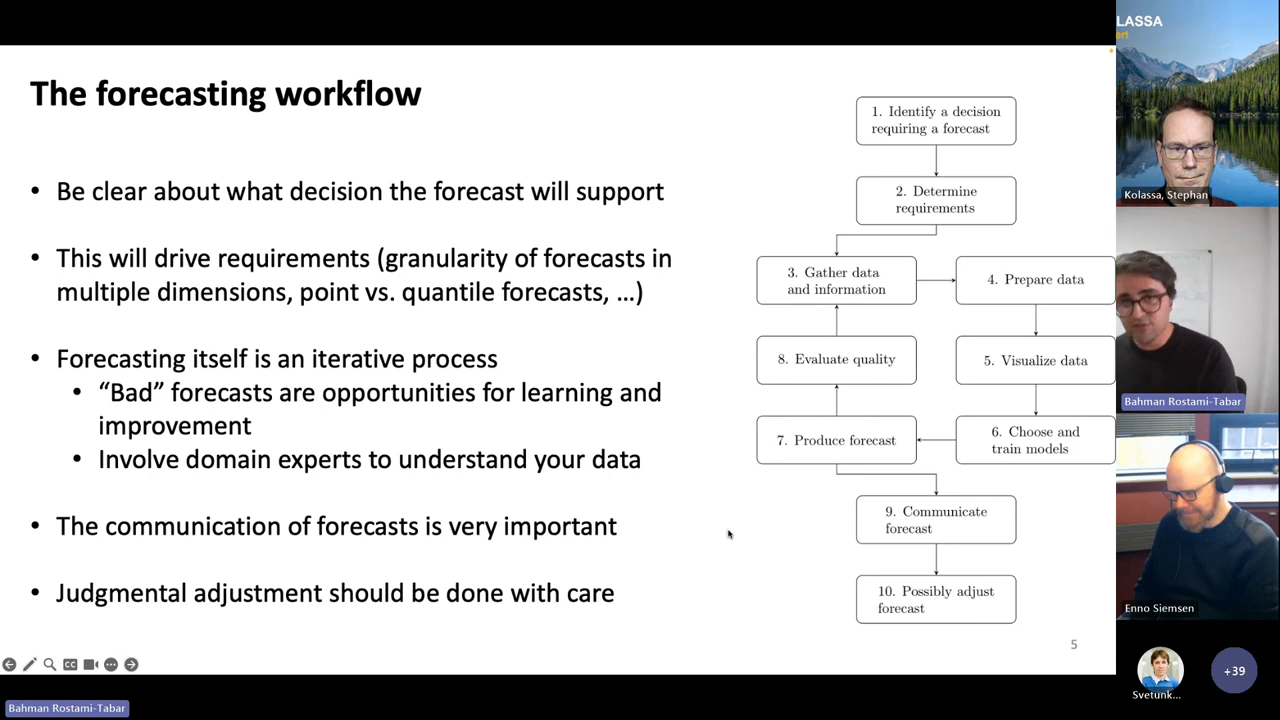 The forecasting workflow
• Be clear about what decision the forecast will support
• This will drive requirements (granularity of forecasts in
multiple dimensions, point vs. quantile forecasts, ...)
• Forecasting itself is an iterative process
• “Bad” forecasts are opportunities for learning and
improvement
• Involve domain experts to understand your data
• The communication of forecasts is very important
• Judgmental adjustment should be done with care
1. Identify a decision
requiring a forecast
2. Determine
requirements
3. Gather data
and information
4. Prepare data
8. Evaluate quality
5. Visualize data
7. Produce forecast
6. Choose and
train models
9. Communicate
forecast
10. Possibly adjust
forecast
5
CC
LASSA
ert
Kolassa, Stephan
Bahman Rostami-Tabar
Enno Siemsen
Svetunk...
+39
Bahman Rostami-Tabar